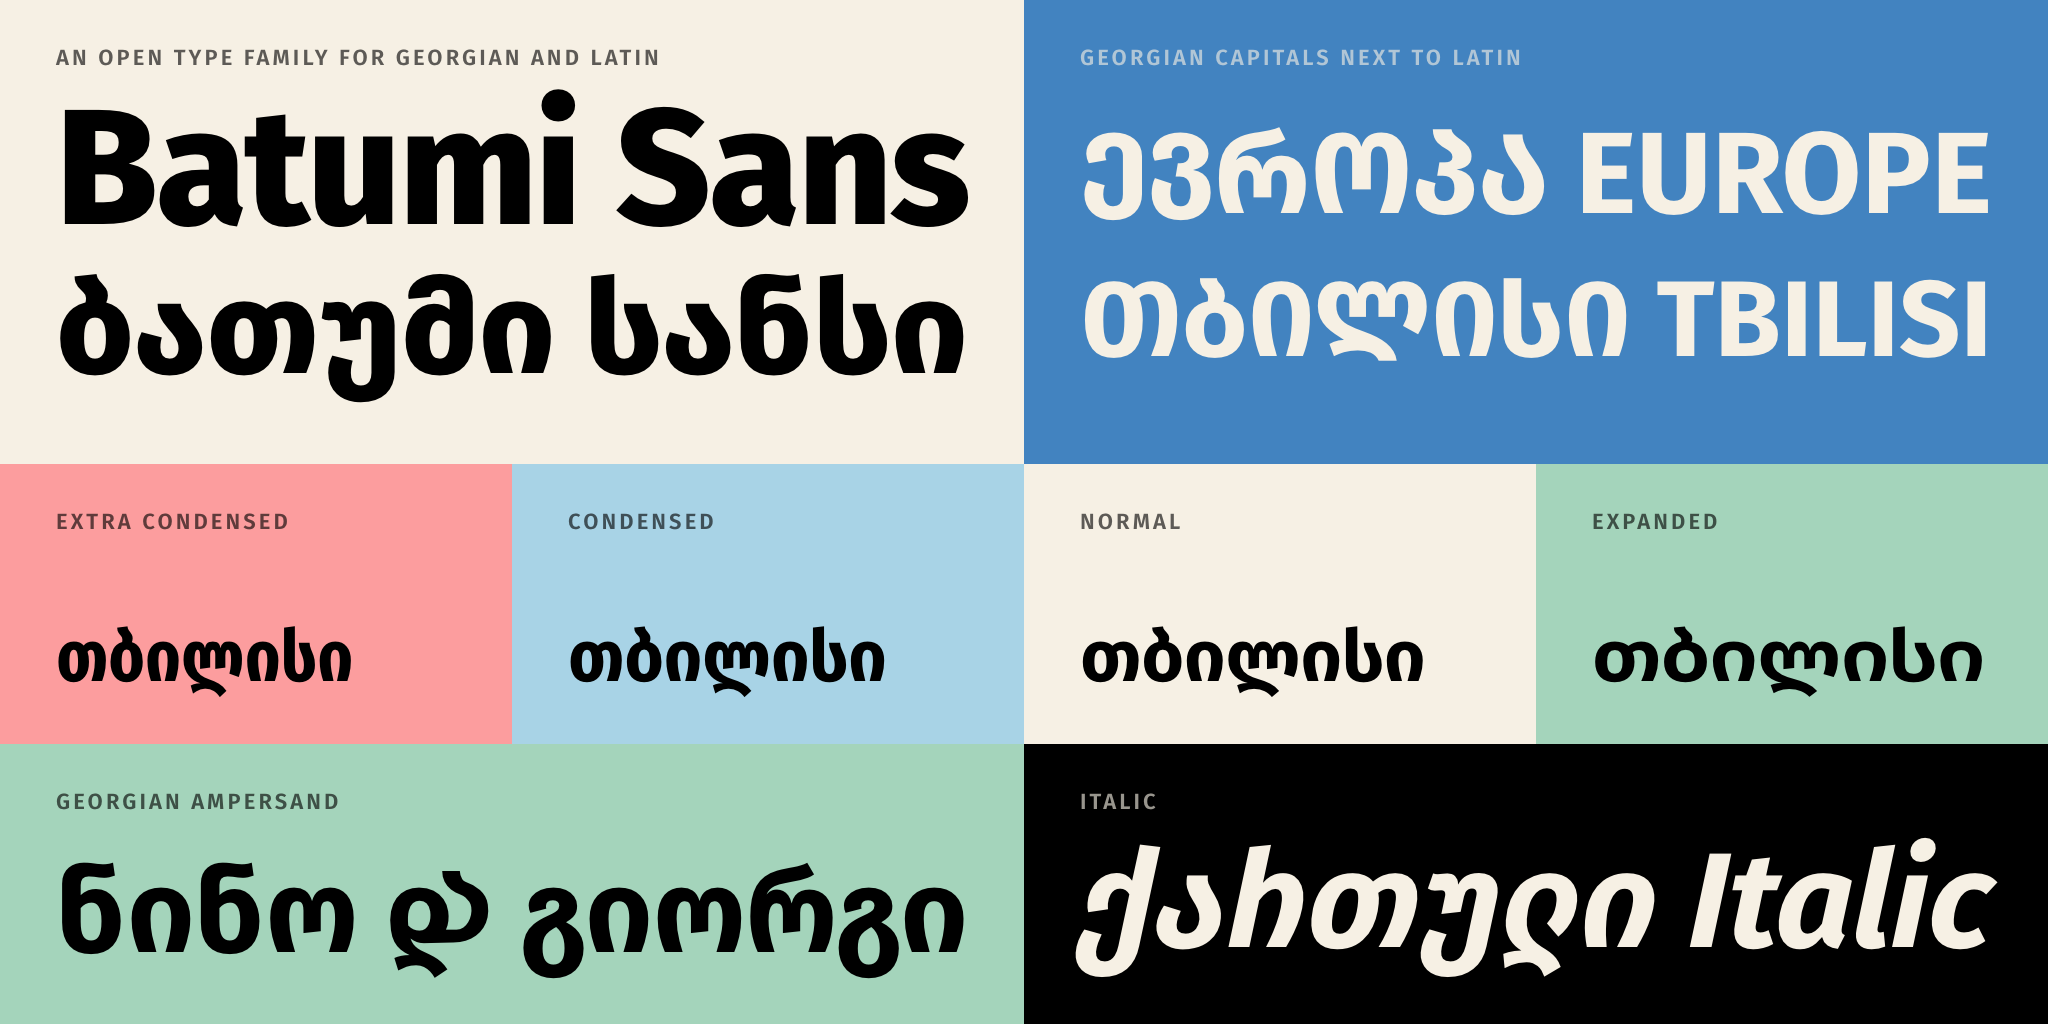 AN OPEN TYPE FAMILY FOR GEORGIAN AND LATIN
Batumi Sans
ბათუმი სანსი
GEORGIAN CAPITALS NEXT TO LATIN
ᲔᲕᲠᲝᲞᲐ EUROPE
ᲗᲑᲘᲚᲘᲡᲘ TBILISI
EXTRA CONDENSED
თბილისი
CONDENSED
თბილისი
NORMAL
თბილისი
EXPANDED
თბილისი
GEORGIAN AMPERSAND
ნინო და გიორგი
ITALIC
ქართული Italic